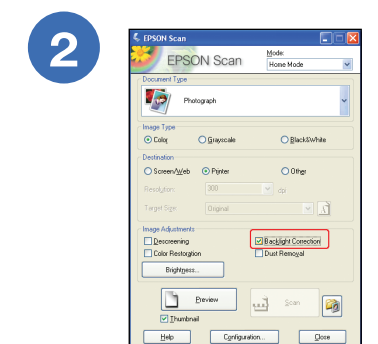 2
EPSON Scan
EPSON Scan
Mode:
Home Mode
Document Type
Photograph
Image Type
Color Grayscale Black&White
Destination
Screen/Web Printer Other
Resolution: 300 dpi
Target Size: Original
Image Adjustments
Descreening Backlight Correction
Color Restoration Dust Removal
Brightness...
Preview Scan
Thumbnail
Help Configuration... Close